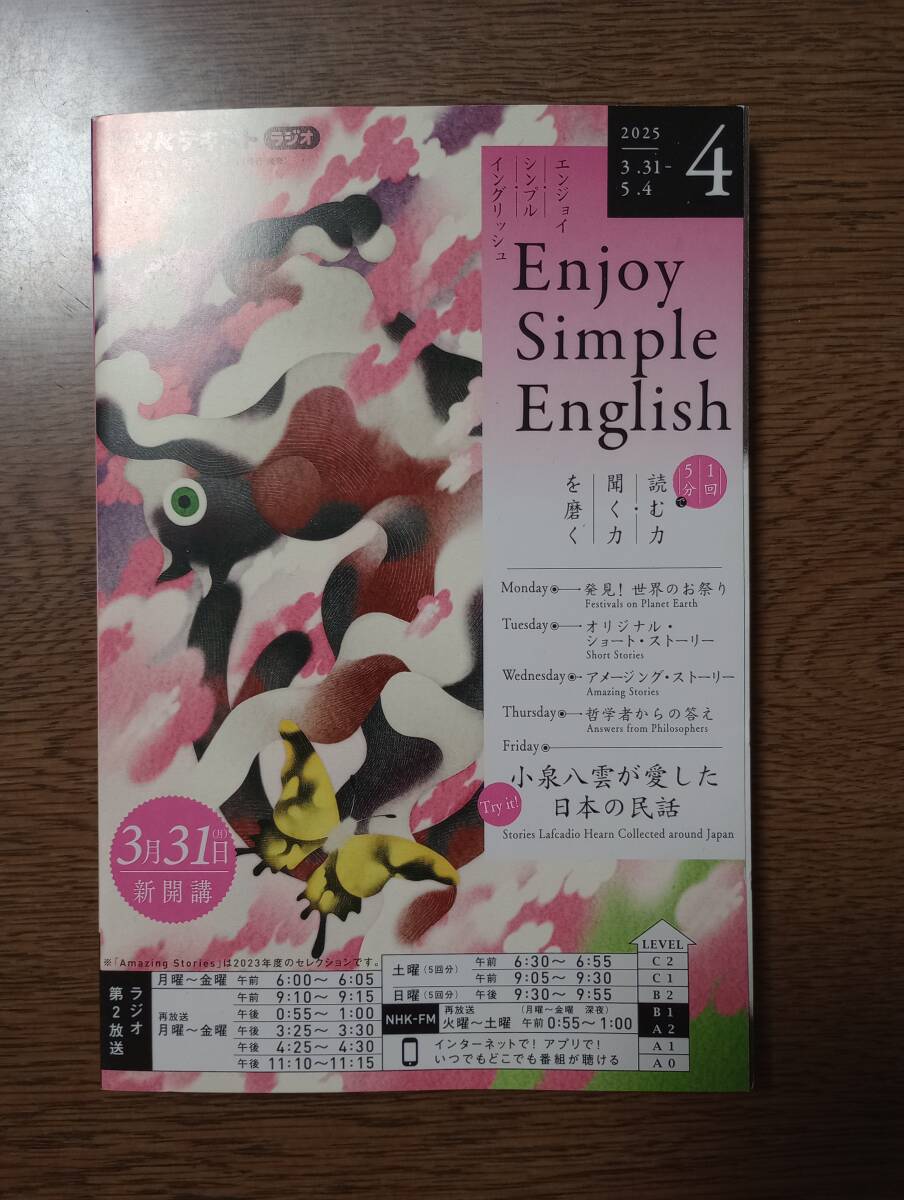 テキスト
ラジオ
2025
3.31-
5.4
4
エンジョイ・
シンプル・
イングリッシュ
Enjoy
Simple
English
1回
5分で
読む力・
聞く力
を磨く
Monday 発見! 世界のお祭り
Festivals on Planet Earth
Tuesday オリジナル・
ショート・ストーリー
Short Stories
Wednesday アメージング・ストーリー
Amazing Stories
Thursday 哲学者からの答え
Answers from Philosophers
Friday
Try it!
小泉八雲が愛した
日本の民話
Stories Lafcadio Hearn Collected around Japan
3月31日(月)
新開講
※「Amazing Stories」は2023年度のセレクションです。
ラジオ
第2放送
月曜〜金曜 午前 6:00〜 6:05
午前 9:10〜 9:15
再放送
月曜〜金曜
午後 0:55〜 1:00
午後 3:25〜 3:30
午後 4:25〜 4:30
午後 11:10〜11:15
土曜(5回分) 午前 6:30〜 6:55
午前 9:05〜 9:30
日曜(5回分) 午後 9:30〜 9:55
NHK-FM
再放送 (月曜〜金曜 深夜)
火曜〜土曜 午前 0:55〜 1:00
インターネットで! アプリで!
いつでもどこでも番組が聴ける
LEVEL
C2
C1
B2
B1
A2
A1
A0